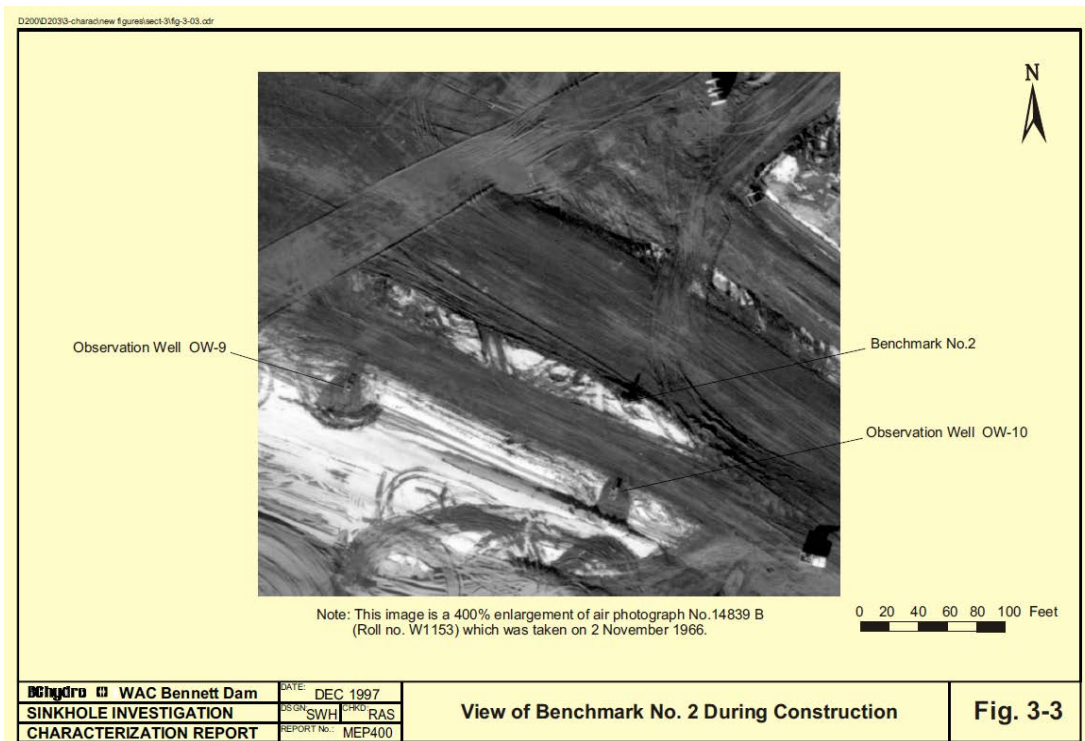 D200\D203\3-charad\new figures\sect-3\fig-3-03.cdr
N
Observation Well OW-9
Benchmark No.2
Observation Well OW-10
Note: This image is a 400% enlargement of air photograph No.14839 B
(Roll no. W1153) which was taken on 2 November 1966.
0 20 40 60 80 100 Feet
BChydro WAC Bennett Dam
SINKHOLE INVESTIGATION
CHARACTERIZATION REPORT
DATE: DEC 1997
DSGN: SWH CHKD: RAS
REPORT No.: MEP400
View of Benchmark No. 2 During Construction
Fig. 3-3